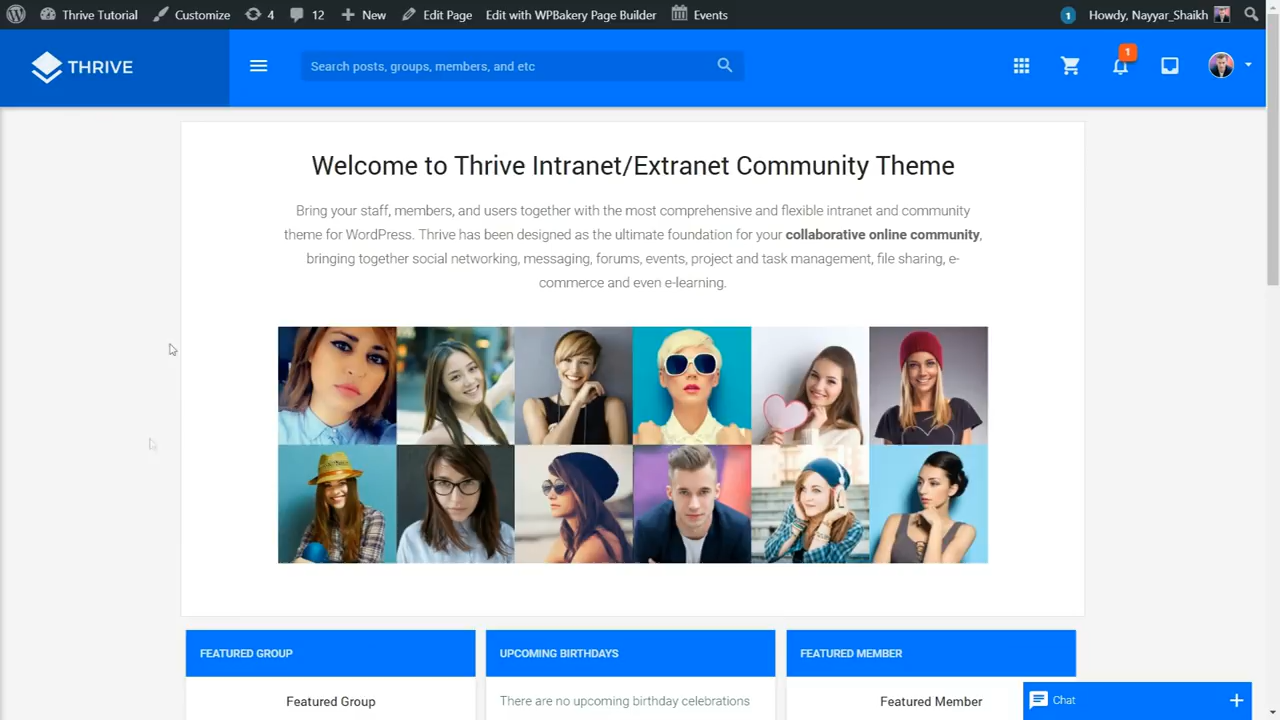 Thrive Tutorial Customize 4 12 New Edit Page Edit with WPBakery Page Builder Events 1 Howdy, Nayyar_Shaikh
THRIVE Search posts, groups, members, and etc 1
Welcome to Thrive Intranet/Extranet Community Theme
Bring your staff, members, and users together with the most comprehensive and flexible intranet and community
theme for WordPress. Thrive has been designed as the ultimate foundation for your collaborative online community,
bringing together social networking, messaging, forums, events, project and task management, file sharing, e-
commerce and even e-learning.
FEATURED GROUP UPCOMING BIRTHDAYS FEATURED MEMBER
Featured Group There are no upcoming birthday celebrations Featured Member
Chat